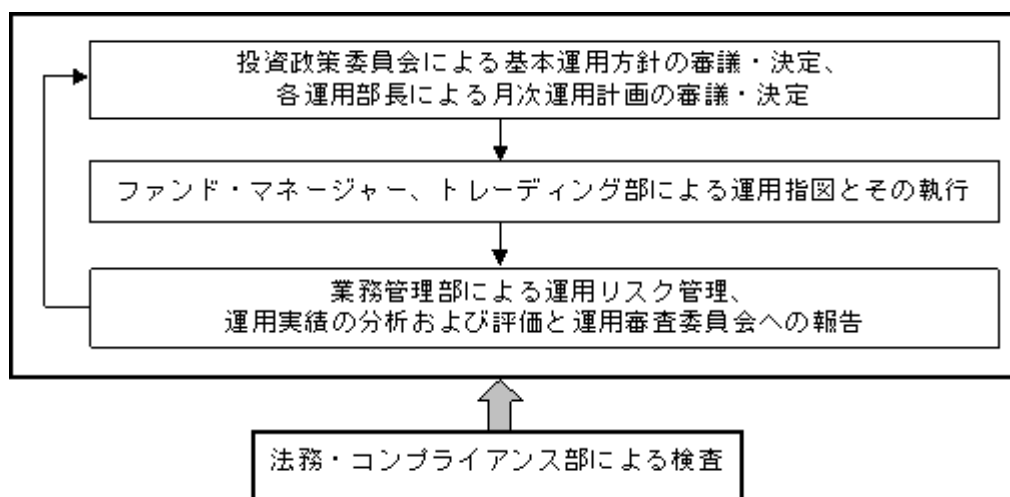 投資政策委員会による基本運用方針の審議・決定、
各運用部長による月次運用計画の審議・決定
ファンド・マネージャー、トレーディング部による運用指図とその執行
業務管理部による運用リスク管理、
運用実績の分析および評価と運用審査委員会への報告
法務・コンプライアンス部による検査